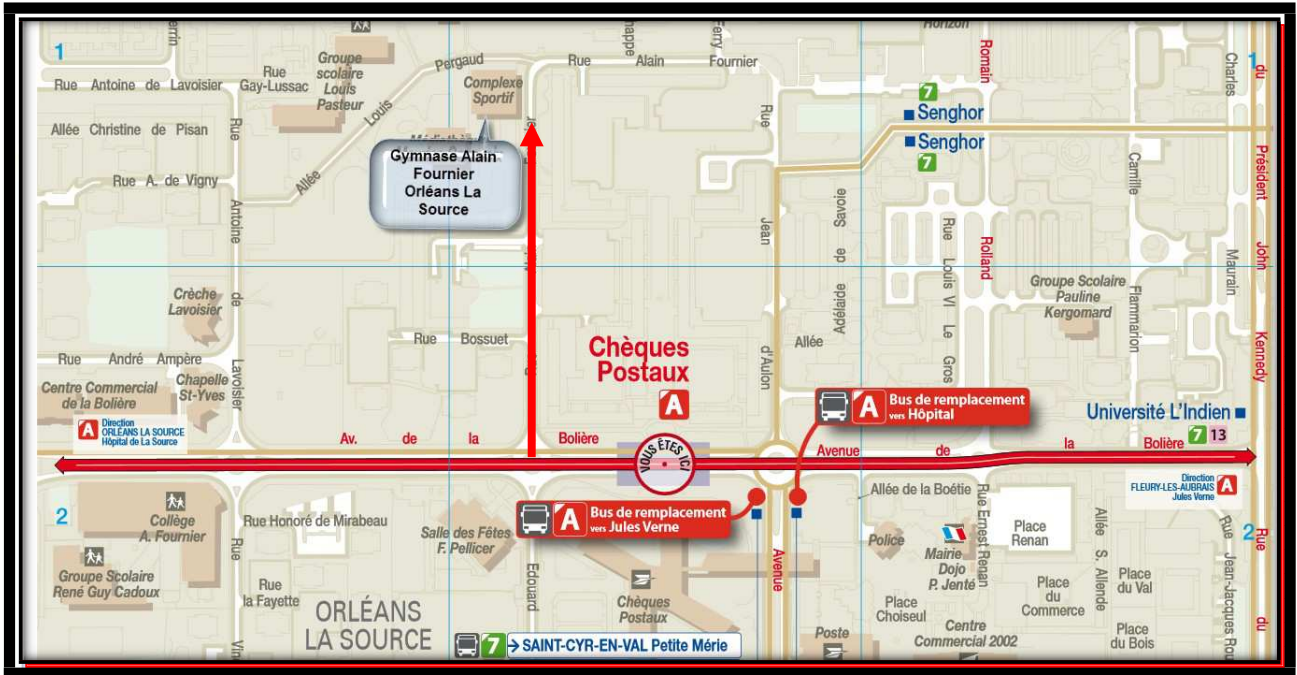 1
Horizon
Ferry
Groupe
scolaire
Louis
Pasteur
Rue Antoine de Lavoisier
Rue
Gay-Lussac
Pergaud
Complexe
Sportif
Rue Alain Fournier
Romain
Charles
1
du
7
Senghor
Senghor
7
Allée Christine de Pisan
Rue
Louis
Allée
Rue A. de Vigny
Gymnase Alain
Fournier
Orléans La
Source
Rue
Jean
d'Aulon
Savoie
de
Adélaïde
Allée
Rue Louis VI Le Gros
Rolland
Camille
Flammarion
Président
John
Kennedy
Maurain
Antoine
de
Lavoisier
Crèche
Lavoisier
Groupe Scolaire
Pauline
Kergomard
Rue Bossuet
Rue André Ampère
Centre Commercial
de la Bolière
Chapelle
St-Yves
Chèques
Postaux
A
A Bus de remplacement
vers Hôpital
Université L'Indien
7 13
A Direction
ORLÉANS LA SOURCE
Hôpital de La Source
Av. de la Bolière
VOUS ÊTES ICI
Avenue de la Bolière
Direction
FLEURY-LES-AUBRAIS
Jules Verne A
A Bus de remplacement
vers Jules Verne
2
Collège
A. Fournier
Rue Honoré de Mirabeau
Salle des Fêtes
F. Pellicer
Allée de la Boétie
Police
Mairie
Dojo
P. Jenté
Rue Ernest Renan
Place
Renan
Allée S. Allende
2
Rue
du
Rue Jean-Jacques Rou
Groupe Scolaire
René Guy Cadoux
Rue
Rue
la Fayette
Edouard
Chèques
Postaux
Avenue
Place
Choiseul
Place
du
Commerce
Place
du Val
Place
du Bois
Centre
Commercial 2002
Poste
ORLÉANS
LA SOURCE
7 → SAINT-CYR-EN-VAL Petite Mérie